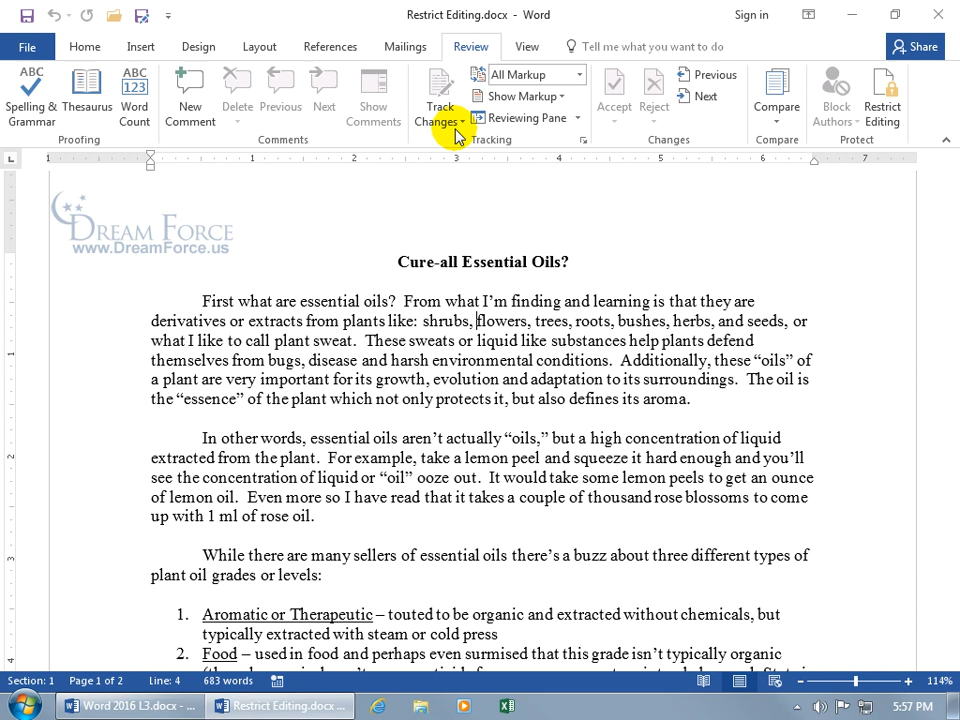 Restrict Editing.docx - Word
Sign in
File Home Insert Design Layout References Mailings Review View Tell me what you want to do Share
ABC
Spelling & Grammar
Thesaurus
ABC
123
Word Count
Proofing
New Comment
Delete
Previous
Next
Show Comments
Comments
Track Changes
All Markup
Show Markup
Reviewing Pane
Tracking
Accept
Reject
Previous
Next
Changes
Compare
Compare
Block Authors
Restrict Editing
Protect
L
1 1 2 3 4 5 6 7
DREAM FORCE
www.DreamForce.us
Cure-all Essential Oils?
First what are essential oils?  From what I’m finding and learning is that they are
derivatives or extracts from plants like: shrubs, flowers, trees, roots, bushes, herbs, and seeds, or
what I like to call plant sweat.  These sweats or liquid like substances help plants defend
themselves from bugs, disease and harsh environmental conditions.  Additionally, these “oils” of
a plant are very important for its growth, evolution and adaptation to its surroundings.  The oil is
the “essence” of the plant which not only protects it, but also defines its aroma.
In other words, essential oils aren’t actually “oils,” but a high concentration of liquid
extracted from the plant.  For example, take a lemon peel and squeeze it hard enough and you’ll
see the concentration of liquid or “oil” ooze out.  It would take some lemon peels to get an ounce
of lemon oil.  Even more so I have read that it takes a couple of thousand rose blossoms to come
up with 1 ml of rose oil.
While there are many sellers of essential oils there’s a buzz about three different types of
plant oil grades or levels:
1. Aromatic or Therapeutic – touted to be organic and extracted without chemicals, but
typically extracted with steam or cold press
2. Food – used in food and perhaps even surmised that this grade isn’t typically organic
1
2
3
4
Section: 1 Page 1 of 2 Line: 4 683 words 114%
Word 2016 L3.docx - ... Restrict Editing.docx - ... 5:57 PM